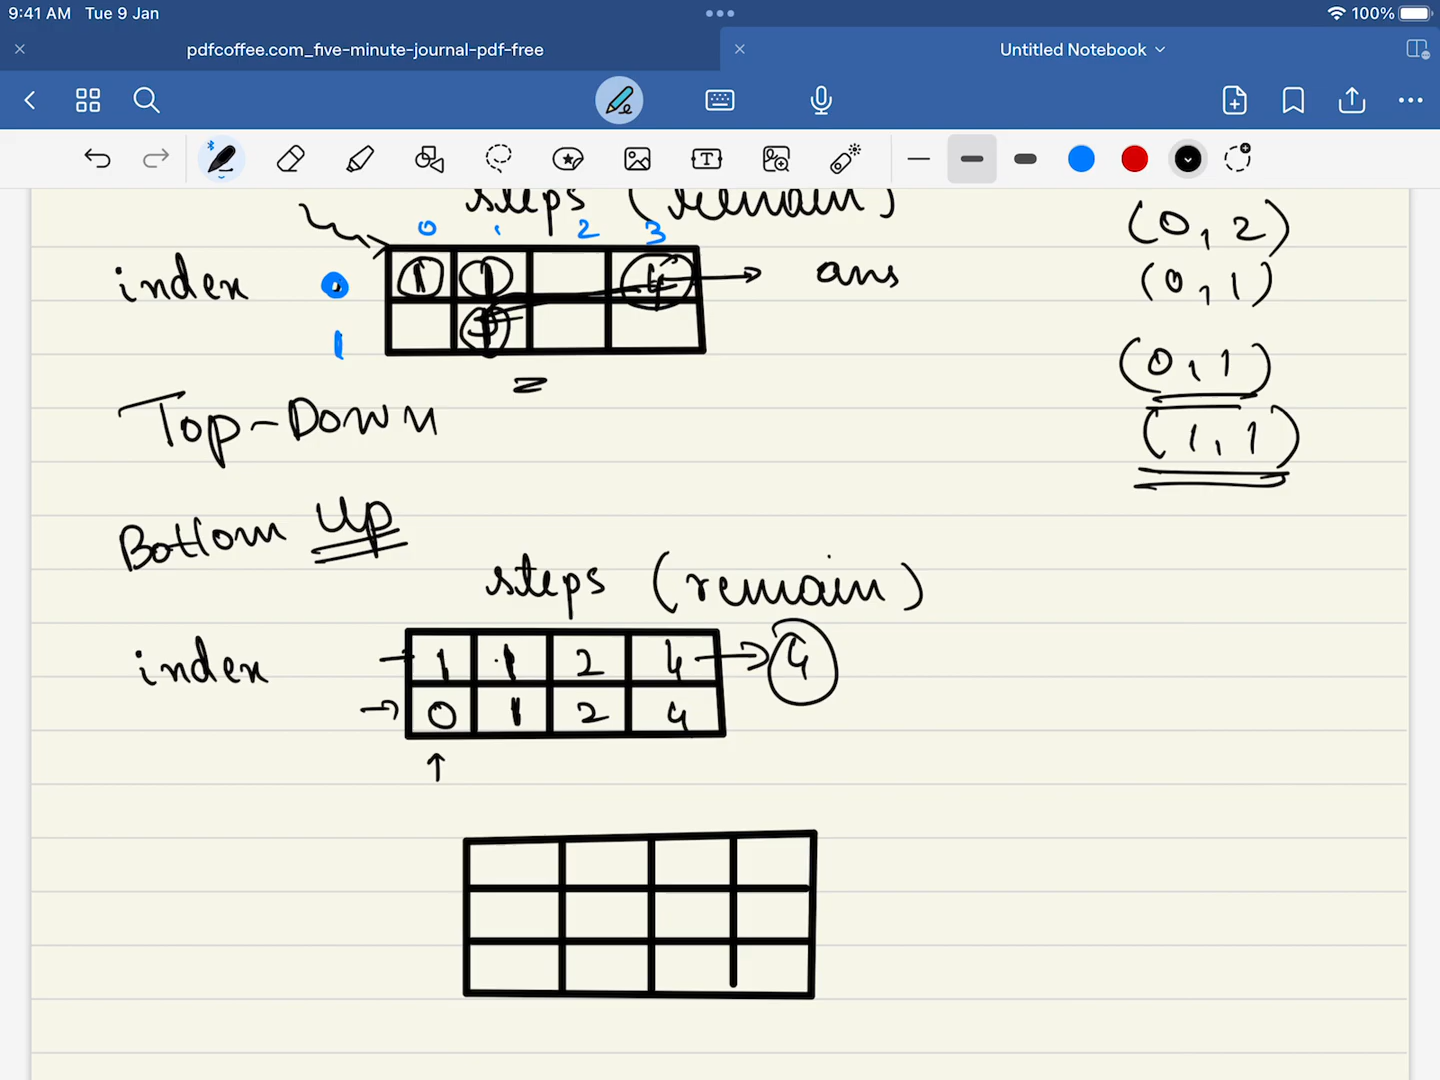 9:41 AM Tue 9 Jan 100%
pdfcoffee.com_five-minute-journal-pdf-free Untitled Notebook
steps (remain)
0 1 2 3
index 0 1 1 4 → ans
1 3
Top-Down
Bottom Up
steps (remain)
index 1 1 2 4 → 4
→ 0 1 2 4
↑
(0, 2)
(0, 1)
(0, 1)
(1, 1)